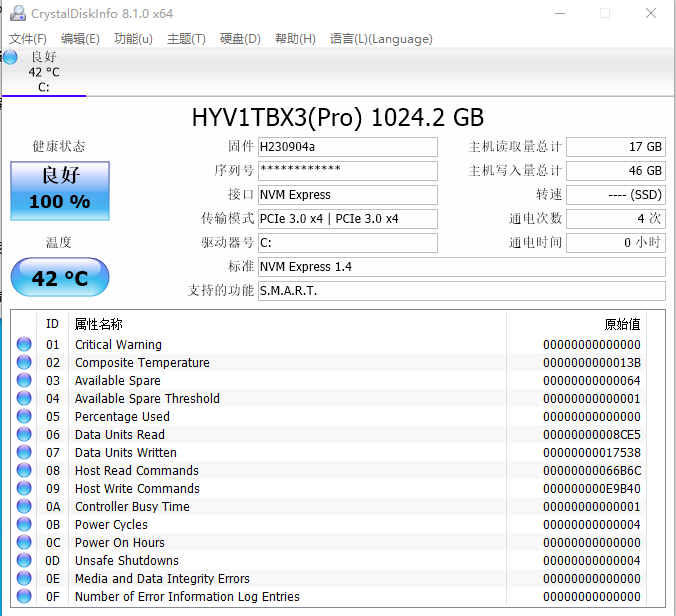 CrystalDiskInfo 8.1.0 x64
文件(F) 编辑(E) 功能(u) 主题(T) 硬盘(D) 帮助(H) 语言(L)(Language)
良好
42 °C
C:
HYV1TBX3(Pro) 1024.2 GB
健康状态
良好
100 %
温度
42 °C
固件 H230904a 主机读取量总计 17 GB
序列号 ************ 主机写入量总计 46 GB
接口 NVM Express 转速 ---- (SSD)
传输模式 PCIe 3.0 x4 | PCIe 3.0 x4 通电次数 4 次
驱动器号 C: 通电时间 0 小时
标准 NVM Express 1.4
支持的功能 S.M.A.R.T.
ID 属性名称 原始值
01 Critical Warning 00000000000000
02 Composite Temperature 0000000000013B
03 Available Spare 00000000000064
04 Available Spare Threshold 00000000000001
05 Percentage Used 00000000000000
06 Data Units Read 00000000008CE5
07 Data Units Written 00000000017538
08 Host Read Commands 00000000066B6C
09 Host Write Commands 000000000E9B40
0A Controller Busy Time 00000000000001
0B Power Cycles 00000000000004
0C Power On Hours 00000000000000
0D Unsafe Shutdowns 00000000000004
0E Media and Data Integrity Errors 00000000000000
0F Number of Error Information Log Entries 00000000000000